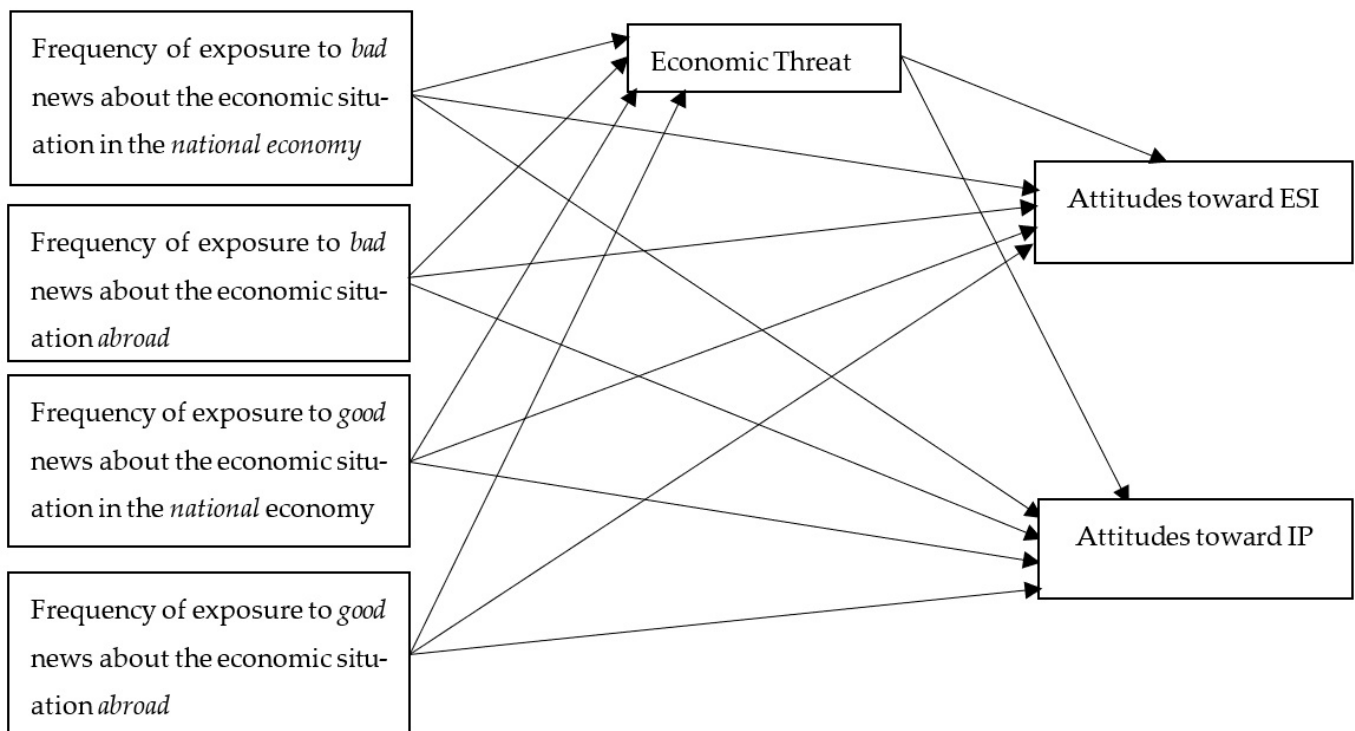 Frequency of exposure to bad
news about the economic situ-
ation in the national economy
Economic Threat
Attitudes toward ESI
Frequency of exposure to bad
news about the economic situ-
ation abroad
Frequency of exposure to good
news about the economic situ-
ation in the national economy
Attitudes toward IP
Frequency of exposure to good
news about the economic situ-
ation abroad